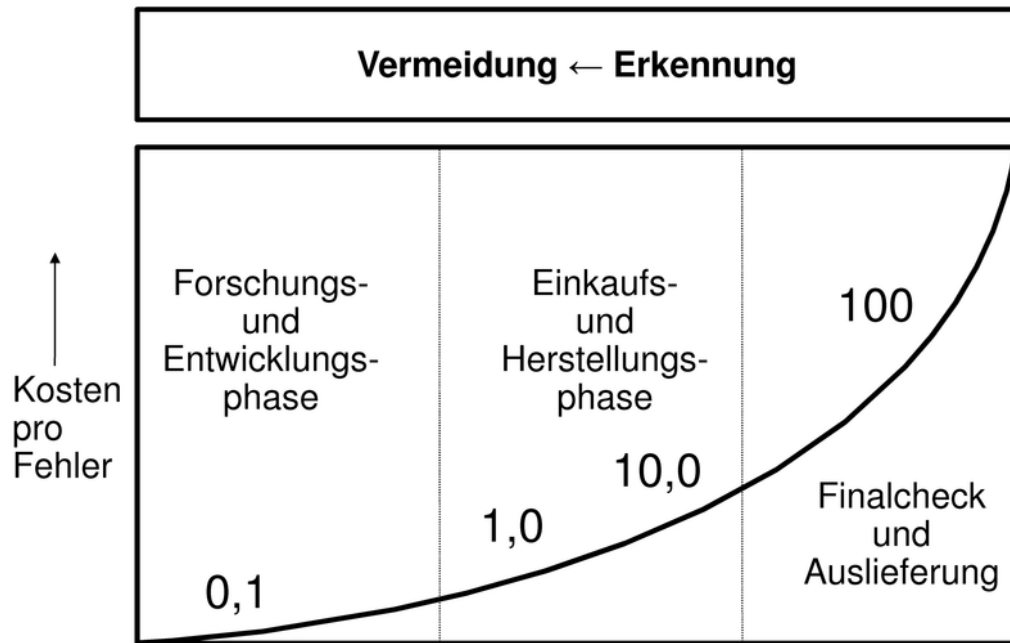 Vermeidung ← Erkennung
Forschungs-
und
Entwicklungs-
phase
Einkaufs-
und
Herstellungs-
phase
100
Kosten
pro
Fehler
10,0
1,0
0,1
Finalcheck
und
Auslieferung